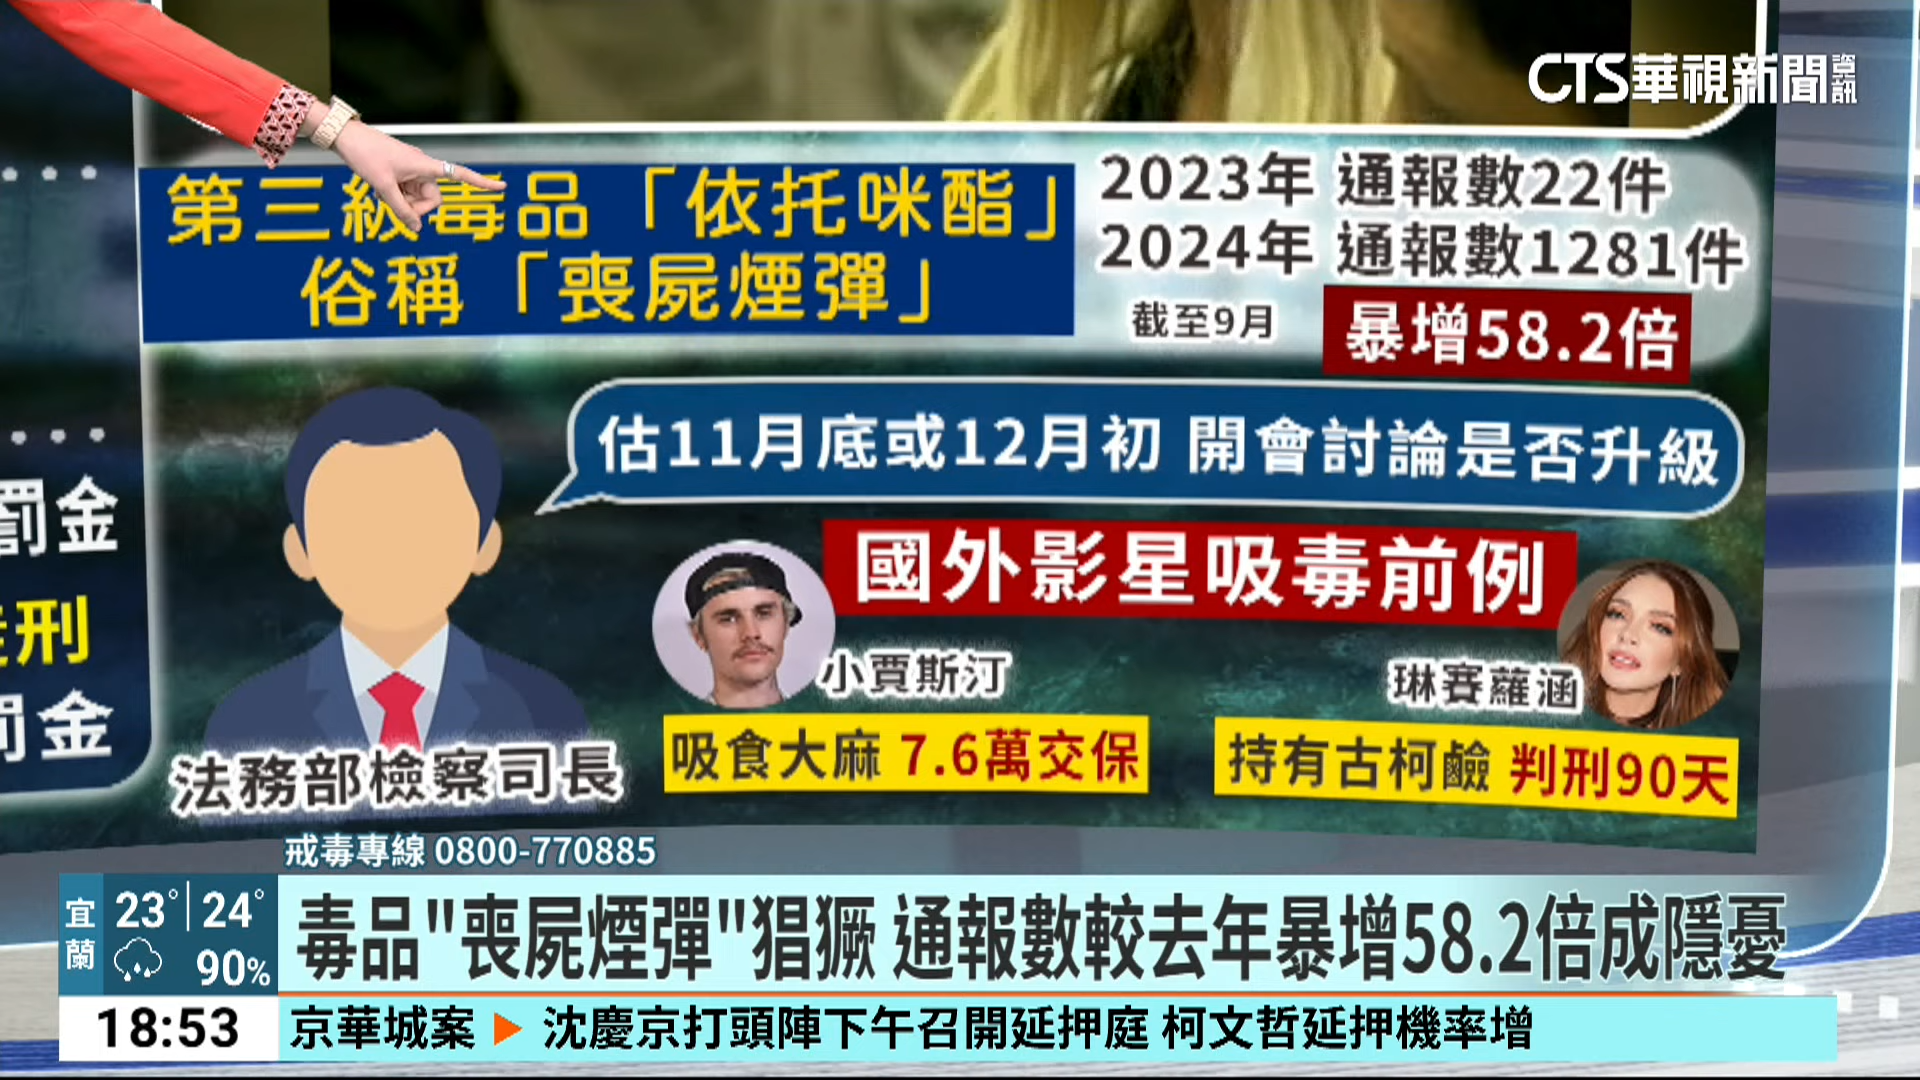 CTS華視新聞資訊
第三級毒品「依托咪酯」
俗稱「喪屍煙彈」
2023年 通報數22件
2024年 通報數1281件
截至9月
暴增58.2倍
估11月底或12月初 開會討論是否升級
國外影星吸毒前例
小賈斯汀
琳賽蘿涵
吸食大麻 7.6萬交保
持有古柯鹼 判刑90天
法務部檢察司長
罰金
刑
金
戒毒專線 0800-770885
宜蘭
23° 24°
90%
毒品"喪屍煙彈"猖獗 通報數較去年暴增58.2倍成隱憂
18:53
京華城案 ▶ 沈慶京打頭陣下午召開延押庭 柯文哲延押機率增